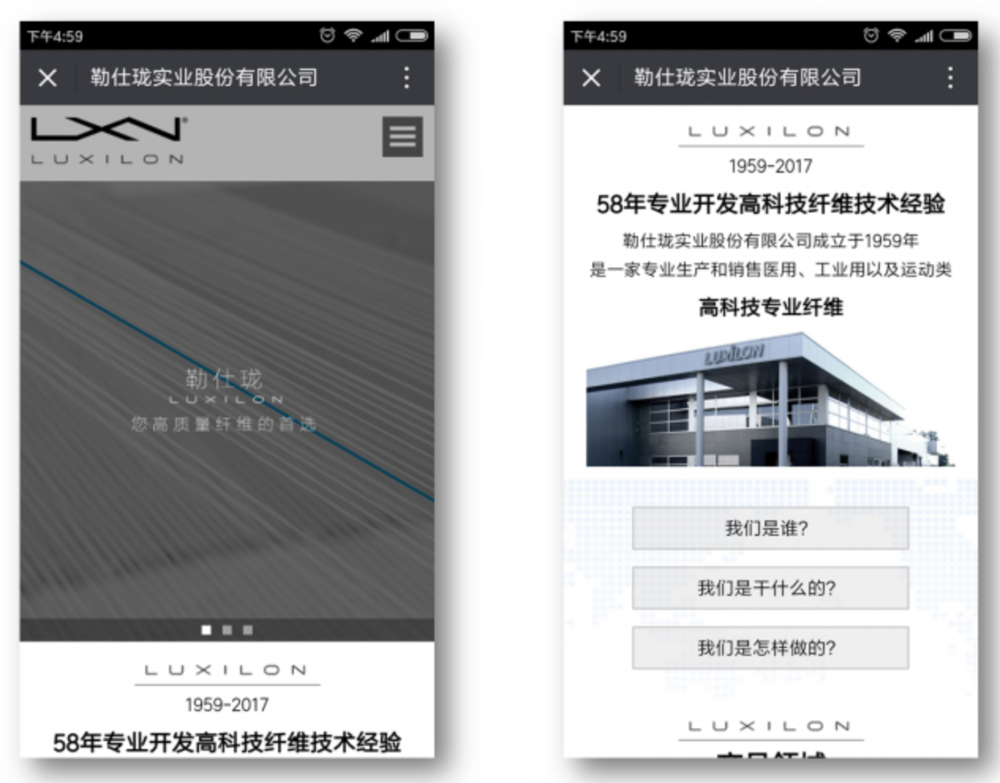 下午4:59
勒仕珑实业股份有限公司
LXN
LUXILON
勒仕珑
LUXILON
您高质量纤维的首选
LUXILON
1959-2017
58年专业开发高科技纤维技术经验
下午4:59
勒仕珑实业股份有限公司
LUXILON
1959-2017
58年专业开发高科技纤维技术经验
勒仕珑实业股份有限公司成立于1959年
是一家专业生产和销售医用、工业用以及运动类
高科技专业纤维
LUXILON
我们是谁?
我们是干什么的?
我们是怎样做的?
LUXILON